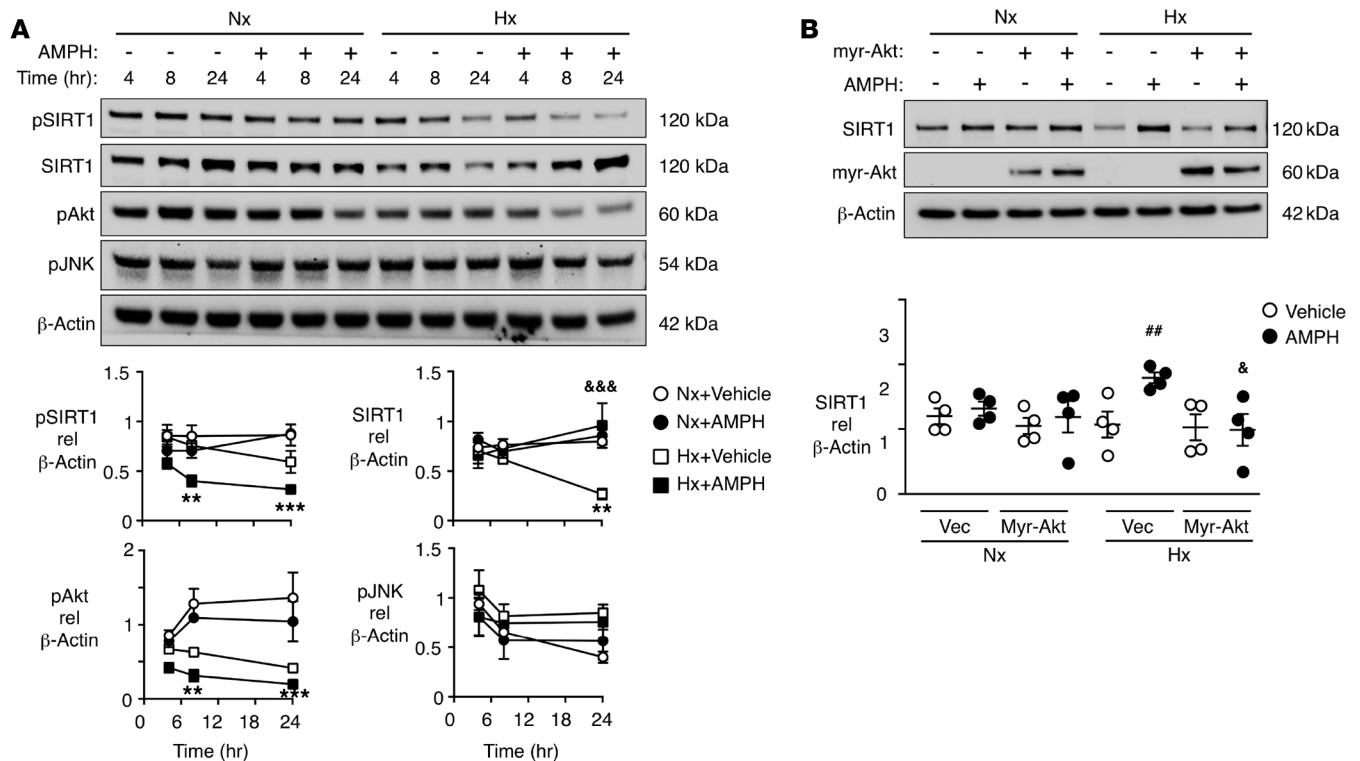 A
Nx Hx
AMPH: - - - + + + - - - + + +
Time (hr): 4 8 24 4 8 24 4 8 24 4 8 24
pSIRT1 120 kDa
SIRT1 120 kDa
pAkt 60 kDa
pJNK 54 kDa
β-Actin 42 kDa
1.5
1
0.5
0
pSIRT1
rel
β-Actin
**
***
1.5
1
0.5
0
SIRT1
rel
β-Actin
&&&
**
Nx+Vehicle
Nx+AMPH
Hx+Vehicle
Hx+AMPH
2
1
0
pAkt
rel
β-Actin
**
***
0 6 12 18 24
Time (hr)
1.5
1
0.5
0
pJNK
rel
β-Actin
0 6 12 18 24
Time (hr)
B
Nx Hx
myr-Akt: - - + + - - + +
AMPH: - + - + - + - +
SIRT1 120 kDa
myr-Akt 60 kDa
β-Actin 42 kDa
Vehicle
AMPH
3
2
1
0
SIRT1
rel
β-Actin
##
&
Vec Myr-Akt Vec Myr-Akt
Nx Hx